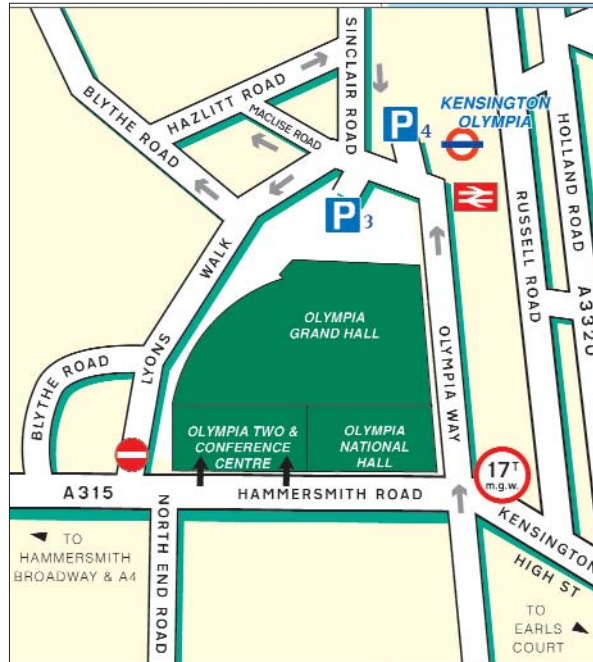 SINCLAIR ROAD
HAZLITT ROAD
BLYTHE ROAD
MACLISE ROAD
KENSINGTON
OLYMPIA
P 4
P 3
HOLLAND ROAD
RUSSELL ROAD
A3320
LYONS WALK
OLYMPIA
GRAND HALL
OLYMPIA WAY
BLYTHE ROAD
OLYMPIA TWO &
CONFERENCE
CENTRE
OLYMPIA
NATIONAL
HALL
17T
m.g.w.
A315
HAMMERSMITH ROAD
NORTH END ROAD
KENSINGTON
HIGH ST
TO
HAMMERSMITH
BROADWAY & A4
TO
EARLS
COURT